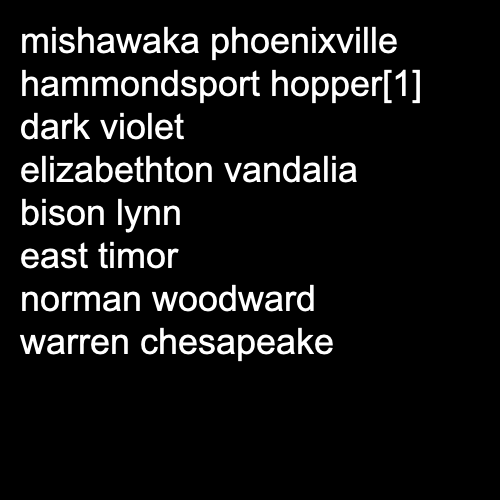 mishawaka phoenixville
hammondsport hopper[1]
dark violet
elizabethton vandalia
bison lynn
east timor
norman woodward
warren chesapeake